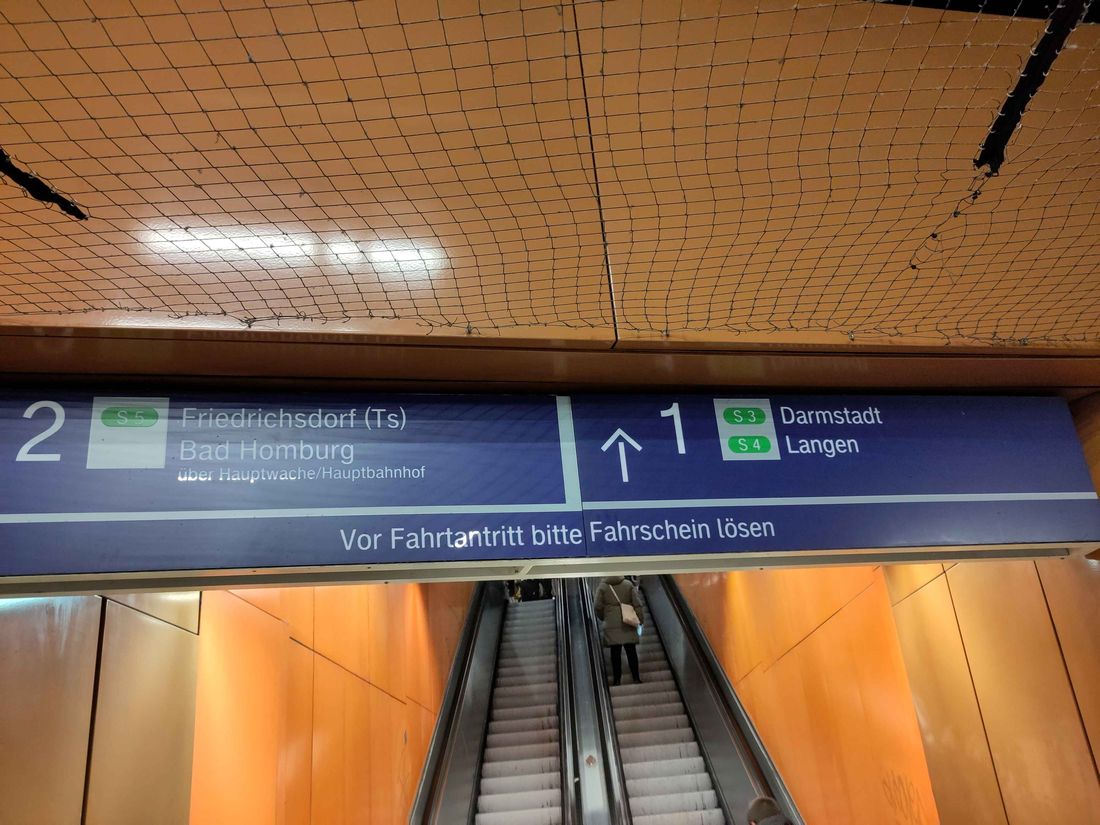 2
S 5
Friedrichsdorf (Ts)
Bad Homburg
über Hauptwache/Hauptbahnhof
1
S 3 Darmstadt
S 4 Langen
Vor Fahrtantritt bitte Fahrschein lösen